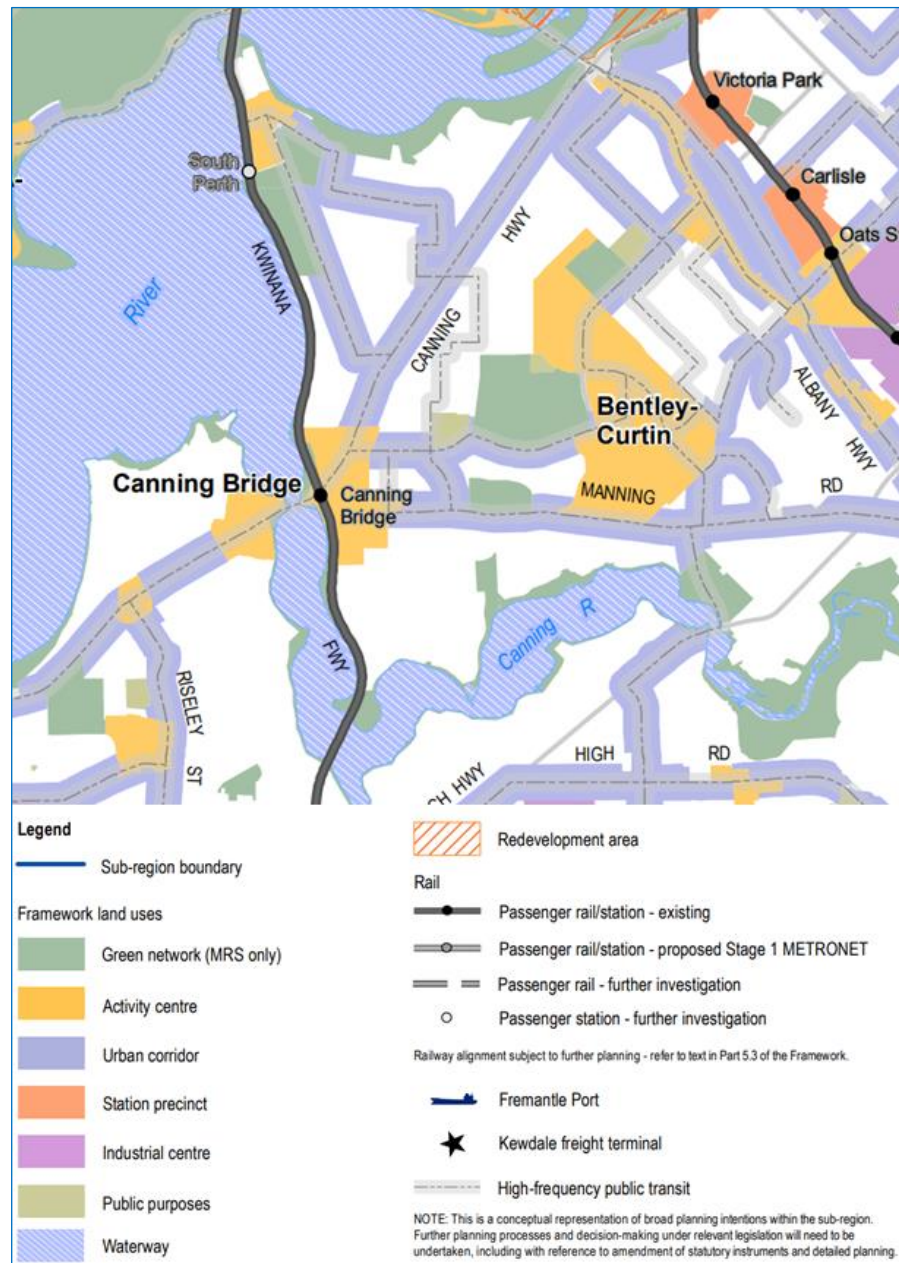 Victoria Park
South
Perth
Carlisle
HWY
Oats S
KWINANA
River
CANNING
ALBANY
HWY
Bentley-
Curtin
Canning Bridge
Canning
Bridge
MANNING
RD
Canning R
FWY
RISELEY
ST
HIGH
RD
CH HWY
Legend
Sub-region boundary
Framework land uses
Green network (MRS only)
Activity centre
Urban corridor
Station precinct
Industrial centre
Public purposes
Waterway
Redevelopment area
Rail
Passenger rail/station - existing
Passenger rail/station - proposed Stage 1 METRONET
Passenger rail - further investigation
Passenger station - further investigation
Railway alignment subject to further planning - refer to text in Part 5.3 of the Framework.
Fremantle Port
Kewdale freight terminal
High-frequency public transit
NOTE: This is a conceptual representation of broad planning intentions within the sub-region.
Further planning processes and decision-making under relevant legislation will need to be
undertaken, including with reference to amendment of statutory instruments and detailed planning.